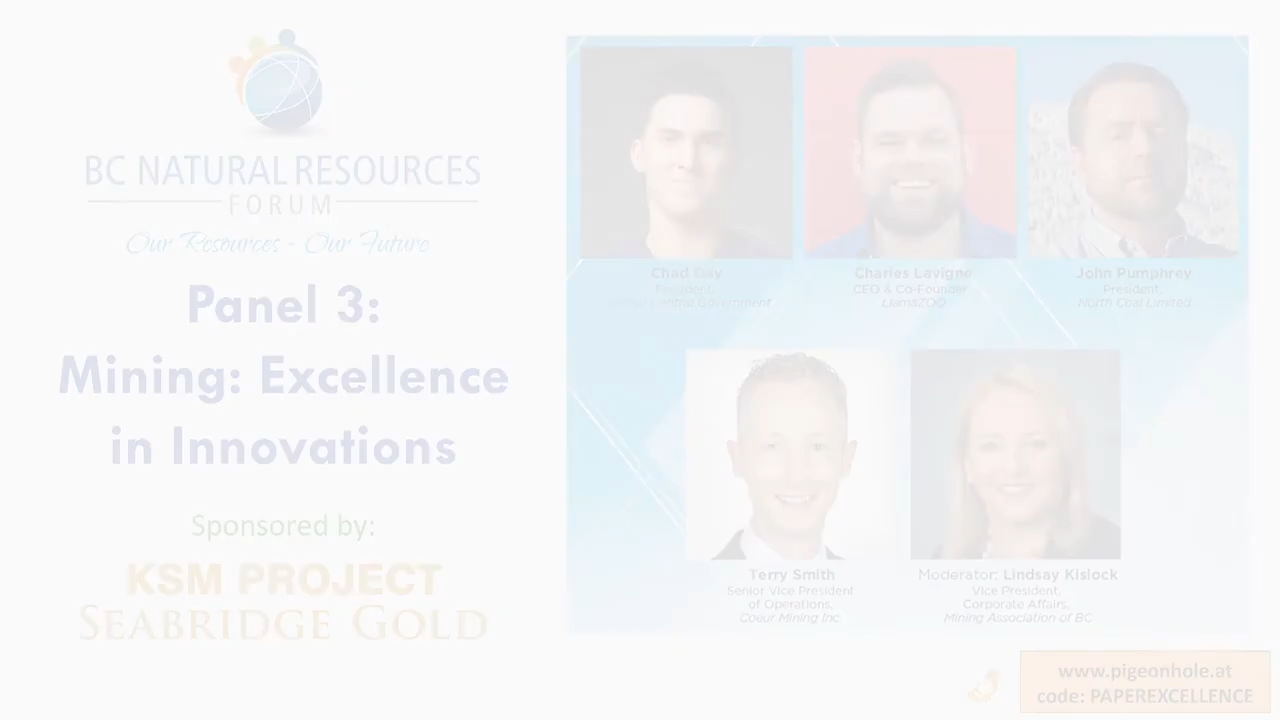 BC NATURAL RESOURCES
FORUM
Our Resources - Our Future
Panel 3:
Mining: Excellence
in Innovations
Sponsored by:
KSM PROJECT
SEABRIDGE GOLD
Chad Day
President,
Central Government
Charles Lavigne
CEO & Co-Founder
LlamaZOO
John Pumphrey
President,
North Coal Limited
Terry Smith
Senior Vice President
of Operations,
Coeur Mining Inc.
Moderator: Lindsay Kislock
Vice President,
Corporate Affairs,
Mining Association of BC
www.pigeonhole.at
code: PAPEREXCELLENCE